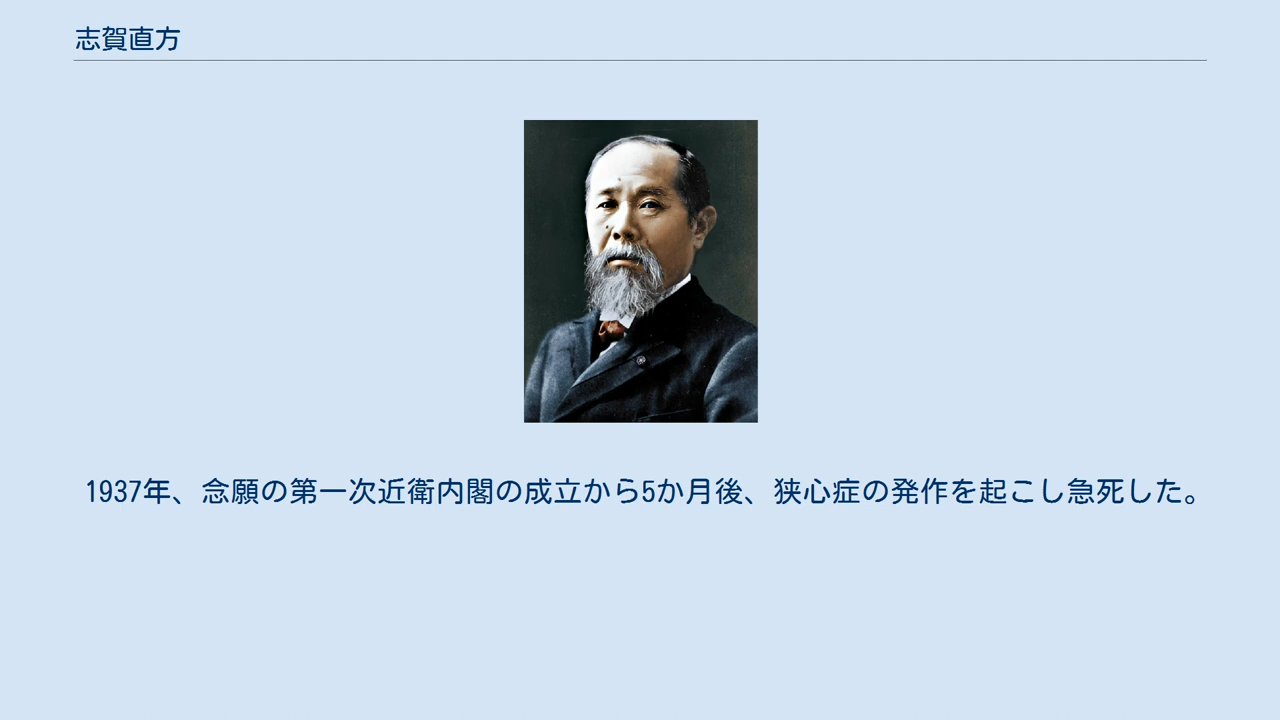 志賀直方
1937年、念願の第一次近衛内閣の成立から5か月後、狭心症の発作を起こし急死した。